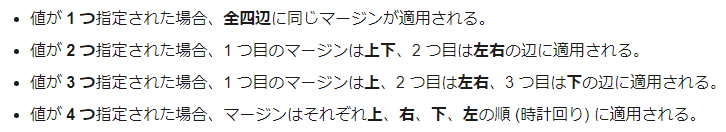 • 値が 1 つ指定された場合、全四辺に同じマージンが適用される。
• 値が 2 つ指定された場合、1 つ目のマージンは上下、2 つ目は左右の辺に適用される。
• 値が 3 つ指定された場合、1 つ目のマージンは上、2 つ目は左右、3 つ目は下の辺に適用される。
• 値が 4 つ指定された場合、マージンはそれぞれ上、右、下、左の順 (時計回り) に適用される。